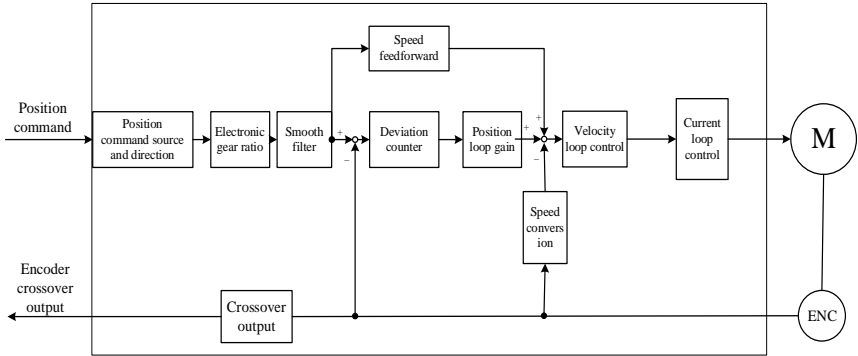 Speed
feedforward
Position
command
Position
command source
and direction
Electronic
gear ratio
Smooth
filter
+
−
Deviation
counter
Position
loop gain
+
+
−
Velocity
loop control
Current
loop
control
M
Speed
convers
ion
Encoder
crossover
output
Crossover
output
ENC